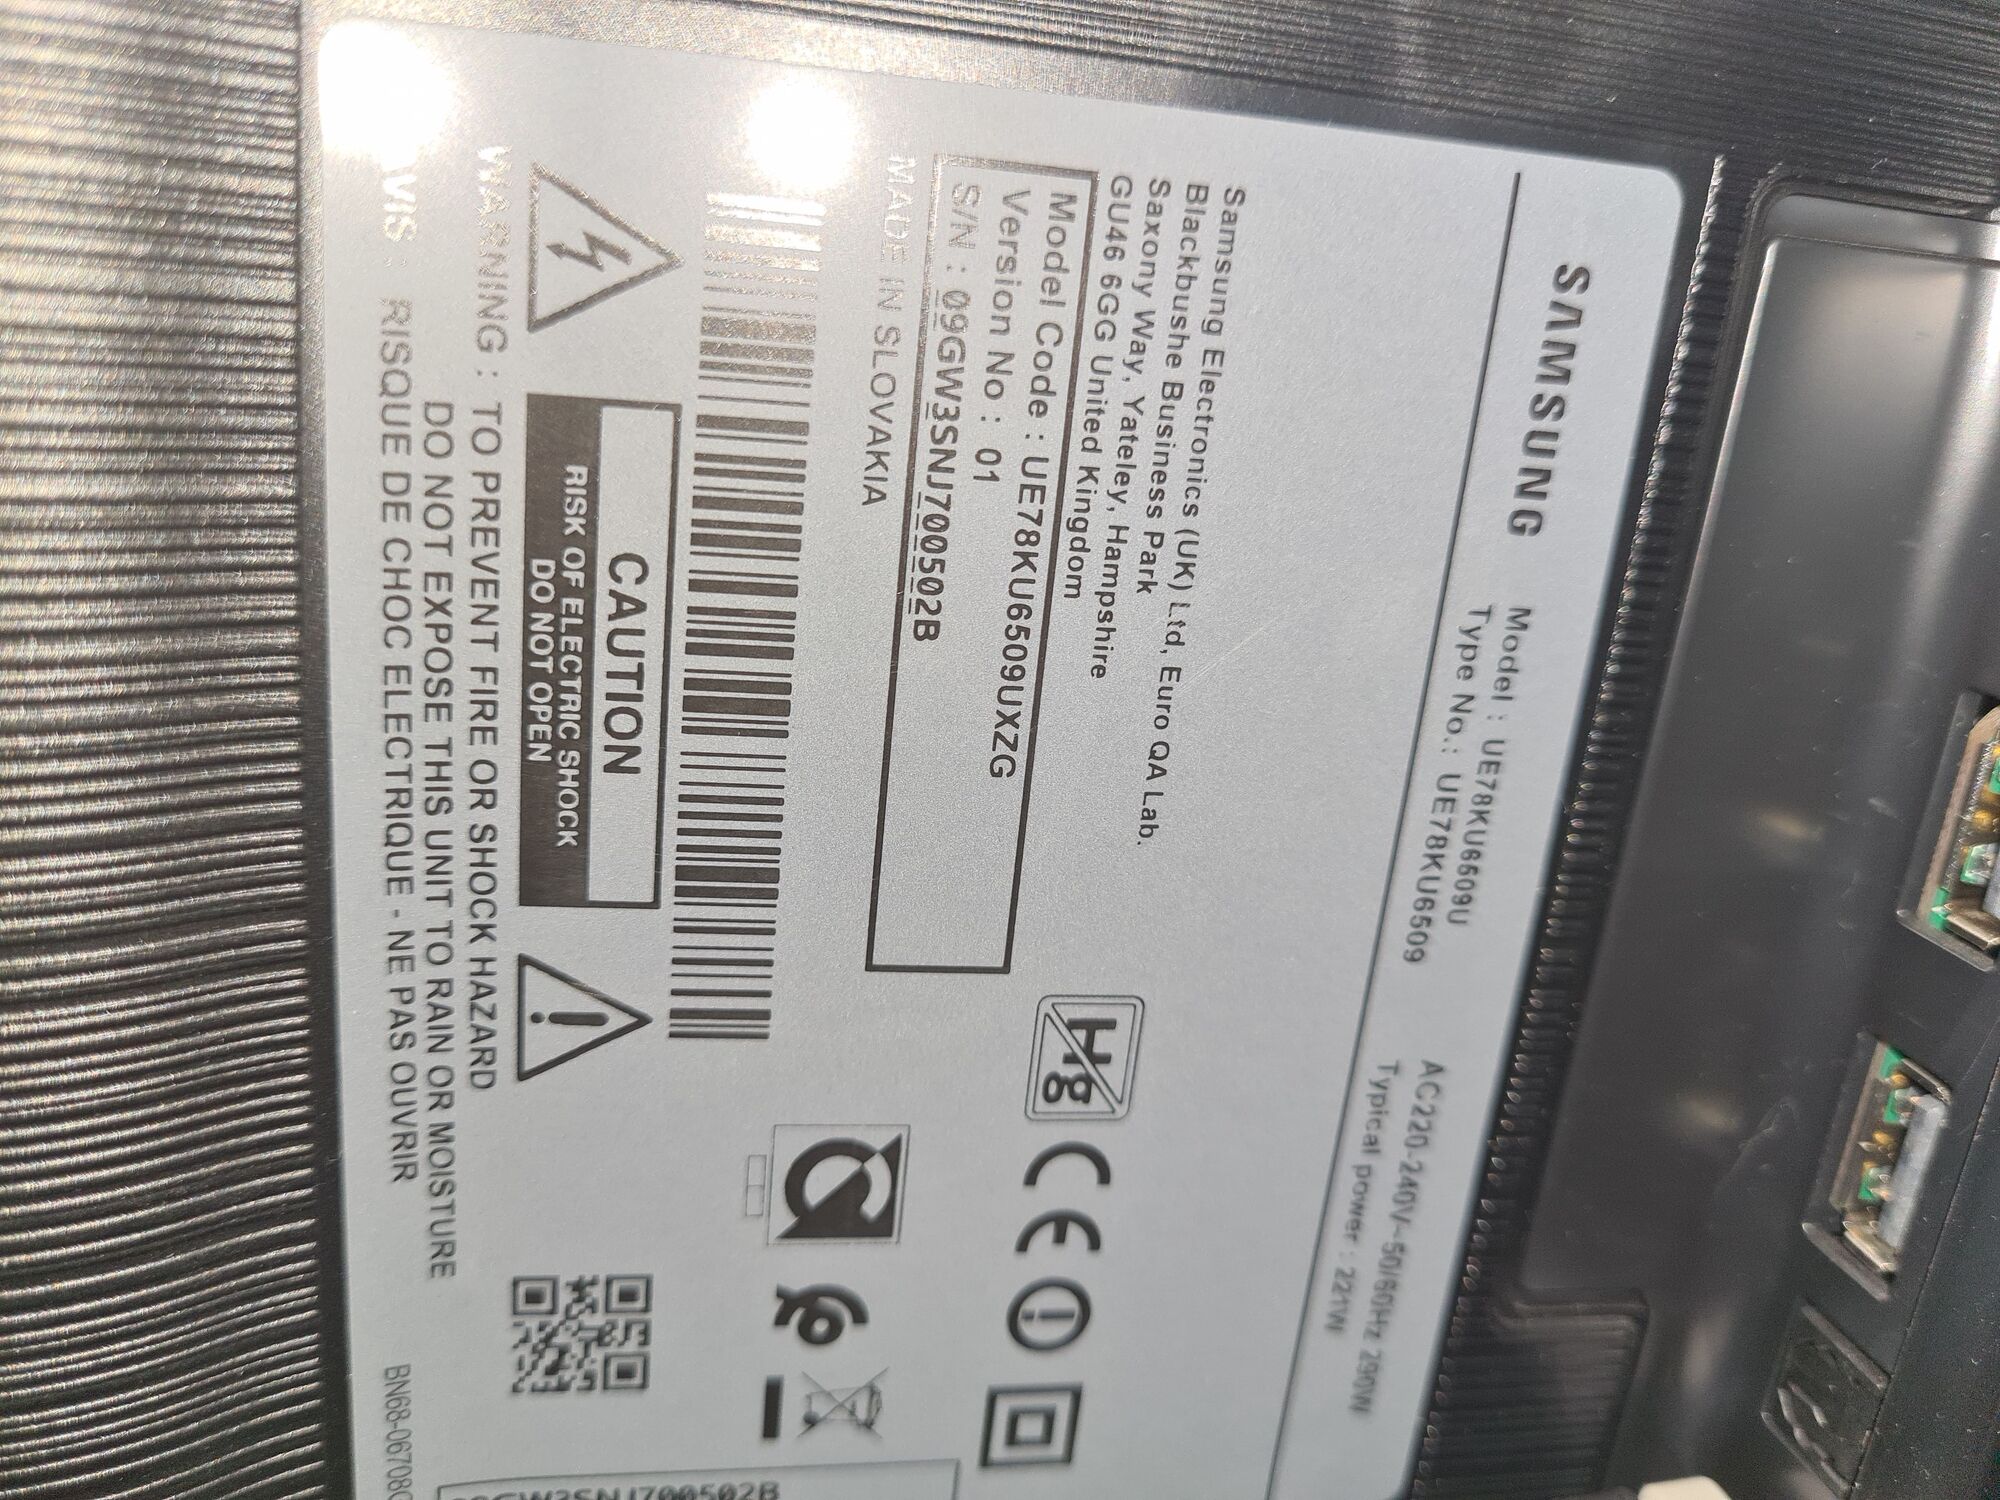 SAMSUNG
Model : UE78KU6509U
Type No.: UE78KU6509
AC220-240V~50/60Hz 290W
Typical power : 221W
Samsung Electronics (UK) Ltd, Euro QA Lab.
Blackbushe Business Park
Saxony Way, Yateley, Hampshire
GU46 6GG United Kingdom
Model Code : UE78KU6509UXZG
Version No : 01
S/N : 09GW3SNJ700502B
MADE IN SLOVAKIA
Hg
CE
CAUTION
RISK OF ELECTRIC SHOCK
DO NOT OPEN
WARNING : TO PREVENT FIRE OR SHOCK HAZARD
DO NOT EXPOSE THIS UNIT TO RAIN OR MOISTURE
AVIS : RISQUE DE CHOC ELECTRIQUE - NE PAS OUVRIR